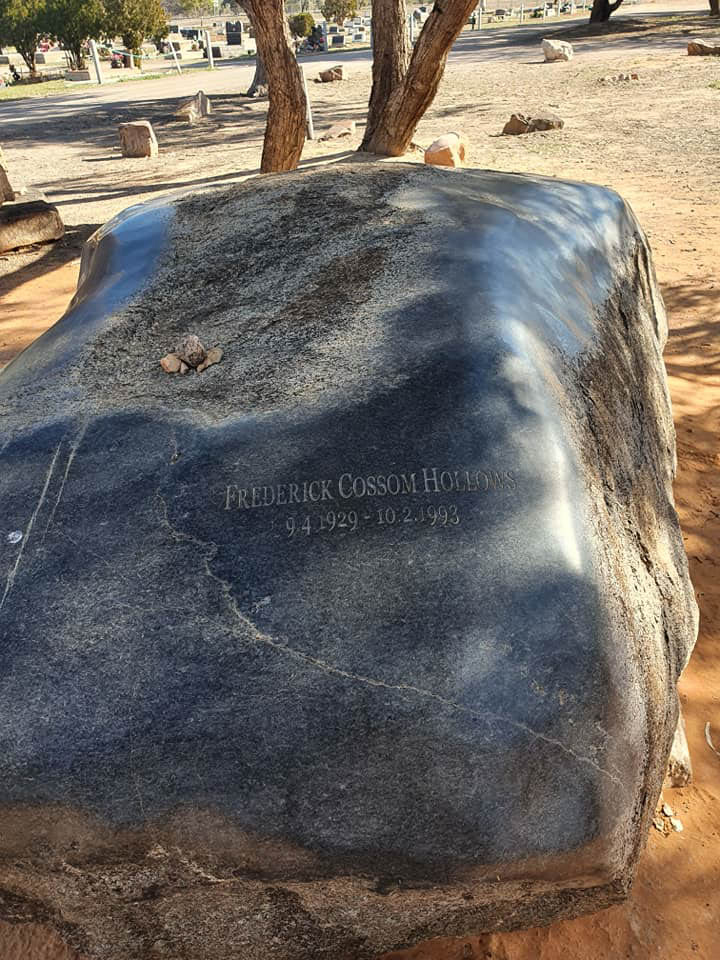 FREDERICK COSSOM HOLLOWS
9.4.1929 - 10.2.1993